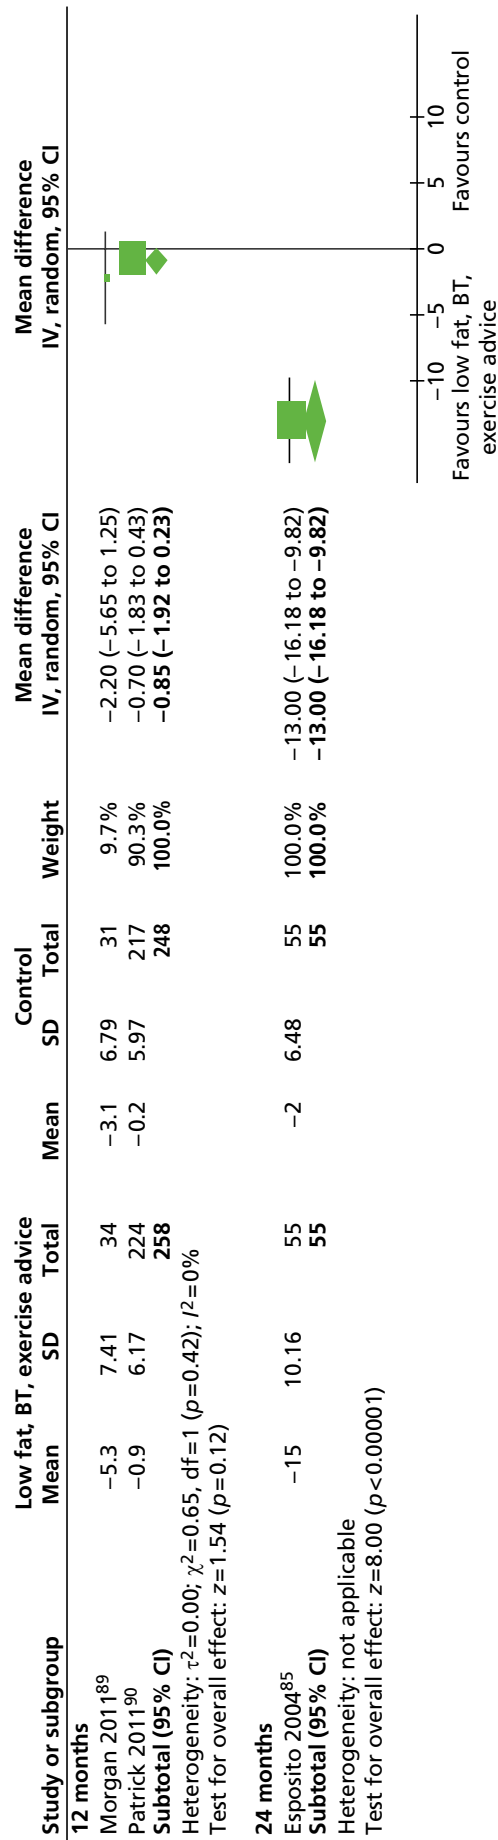 Low fat, BT, exercise advice Control Mean difference Mean difference
Study or subgroup Mean SD Total Mean SD Total Weight IV, random, 95% CI IV, random, 95% CI
12 months
Morgan 2011⁸⁹ −5.3 7.41 34 −3.1 6.79 31 9.7% −2.20 (−5.65 to 1.25)
Patrick 2011⁹⁰ −0.9 6.17 224 −0.2 5.97 217 90.3% −0.70 (−1.83 to 0.43)
Subtotal (95% CI) 258 248 100.0% −0.85 (−1.92 to 0.23)
Heterogeneity: τ²=0.00; χ²=0.65, df=1 (p=0.42); I²=0%
Test for overall effect: z=1.54 (p=0.12)
24 months
Esposito 2004⁸⁵ −15 10.16 55 −2 6.48 55 100.0% −13.00 (−16.18 to −9.82)
Subtotal (95% CI) 55 55 100.0% −13.00 (−16.18 to −9.82)
Heterogeneity: not applicable
Test for overall effect: z=8.00 (p<0.00001)
−10 −5 0 5 10
Favours low fat, BT, Favours control
exercise advice